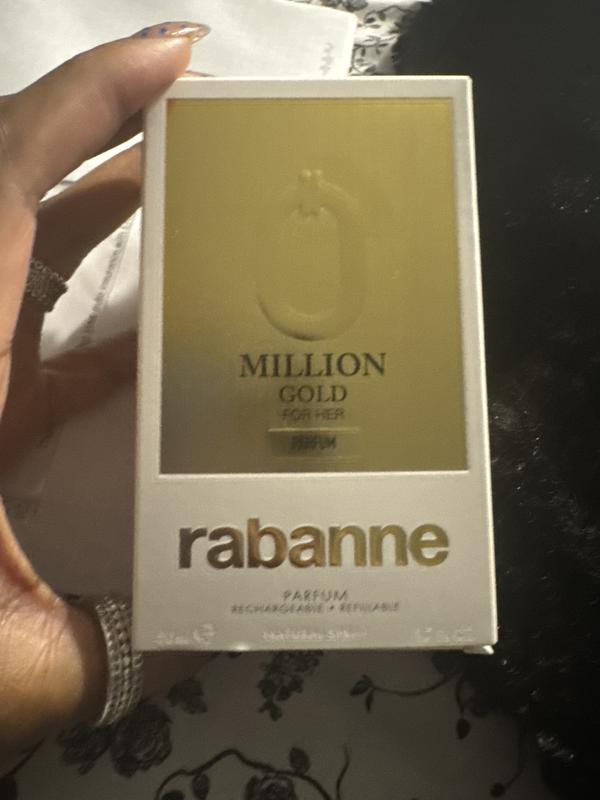 MILLION
GOLD
FOR HER
PARFUM
rabanne
PARFUM
RECHARGEABLE • REFILLABLE
NATURAL SPRAY